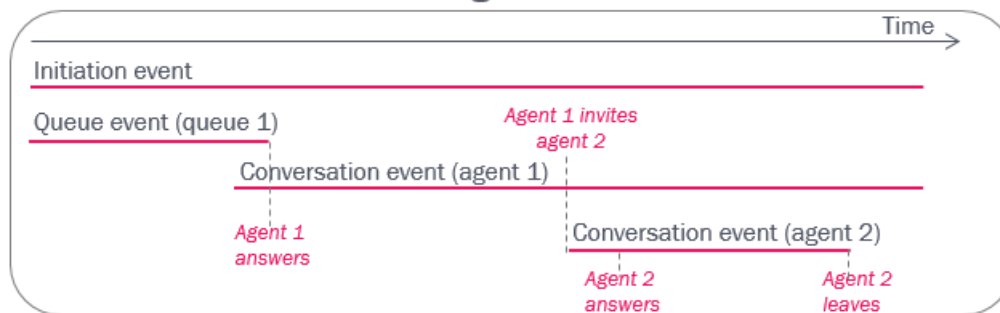 Time
Initiation event
Queue event (queue 1)
Agent 1 invites
agent 2
Conversation event (agent 1)
Agent 1
answers
Conversation event (agent 2)
Agent 2
answers
Agent 2
leaves